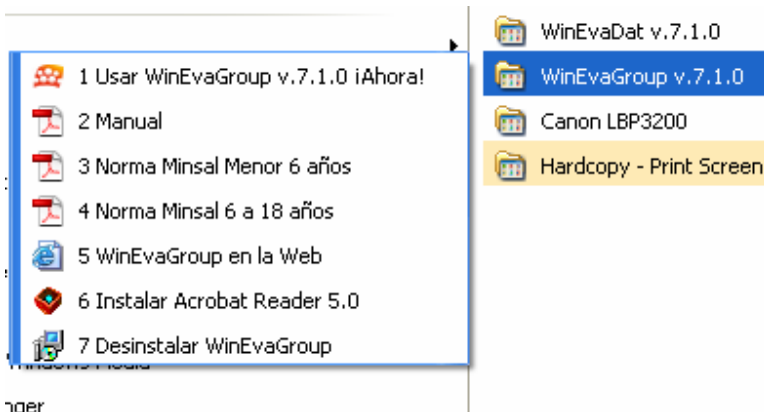 WinEvaDat v.7.1.0
WinEvaGroup v.7.1.0
Canon LBP3200
Hardcopy - Print Screen
1 Usar WinEvaGroup v.7.1.0 ¡Ahora!
2 Manual
3 Norma Minsal Menor 6 años
4 Norma Minsal 6 a 18 años
5 WinEvaGroup en la Web
6 Instalar Acrobat Reader 5.0
7 Desinstalar WinEvaGroup